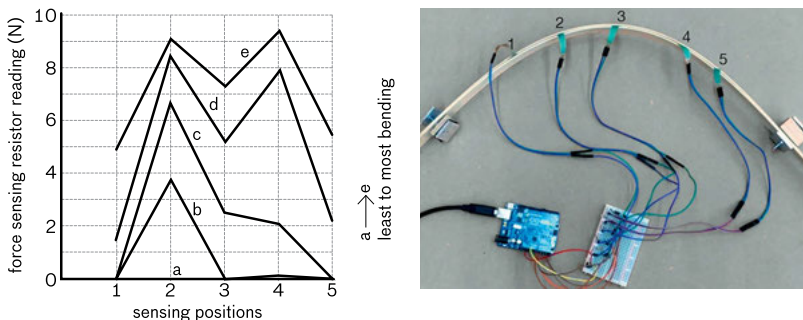 force sensing resistor reading (N)
10
8
6
4
2
0
e
d
c
b
a
1 2 3 4 5
sensing positions
a → e
least to most bending
1
2
3
4
5